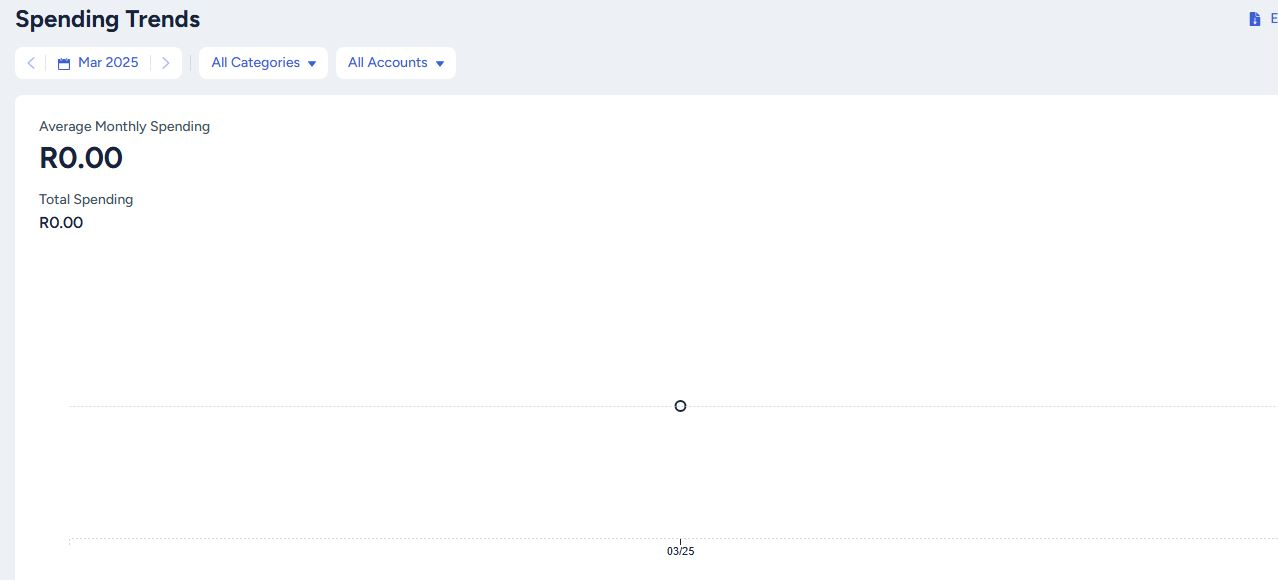 Spending Trends
Mar 2025
All Categories
All Accounts
Average Monthly Spending
R0.00
Total Spending
R0.00
03/25